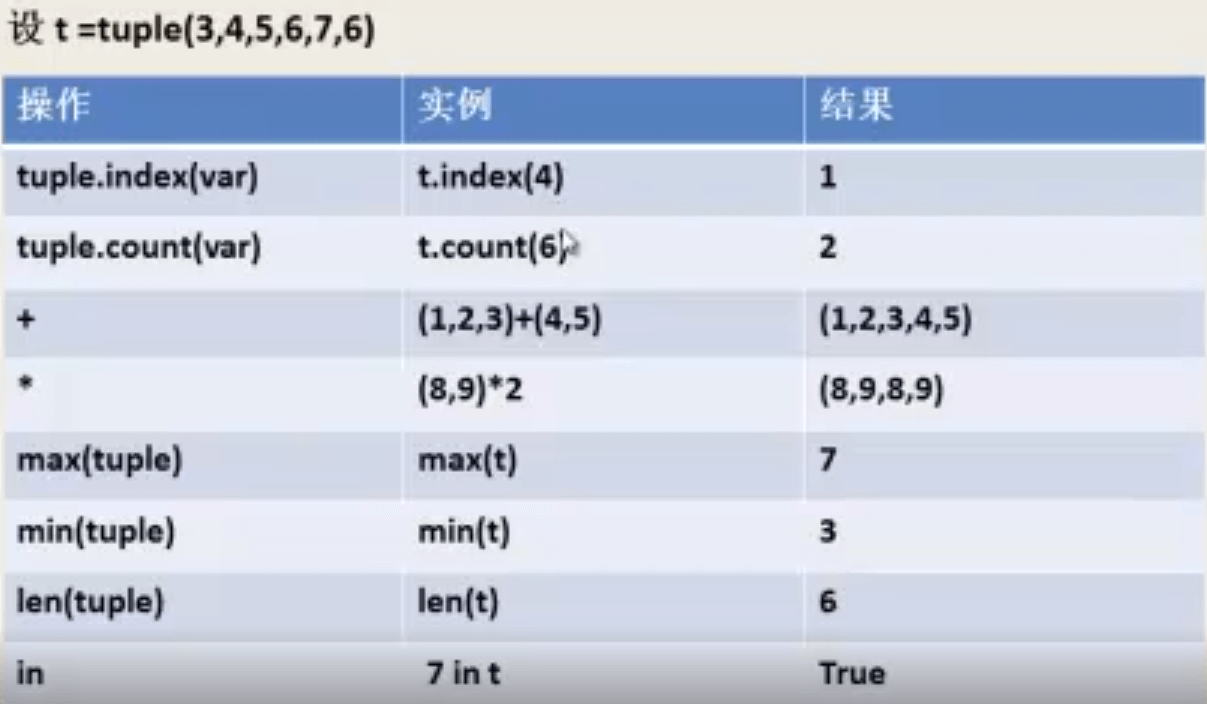 设 t =tuple(3,4,5,6,7,6)
操作 实例 结果
tuple.index(var) t.index(4) 1
tuple.count(var) t.count(6) 2
+ (1,2,3)+(4,5) (1,2,3,4,5)
* (8,9)*2 (8,9,8,9)
max(tuple) max(t) 7
min(tuple) min(t) 3
len(tuple) len(t) 6
in 7 in t True